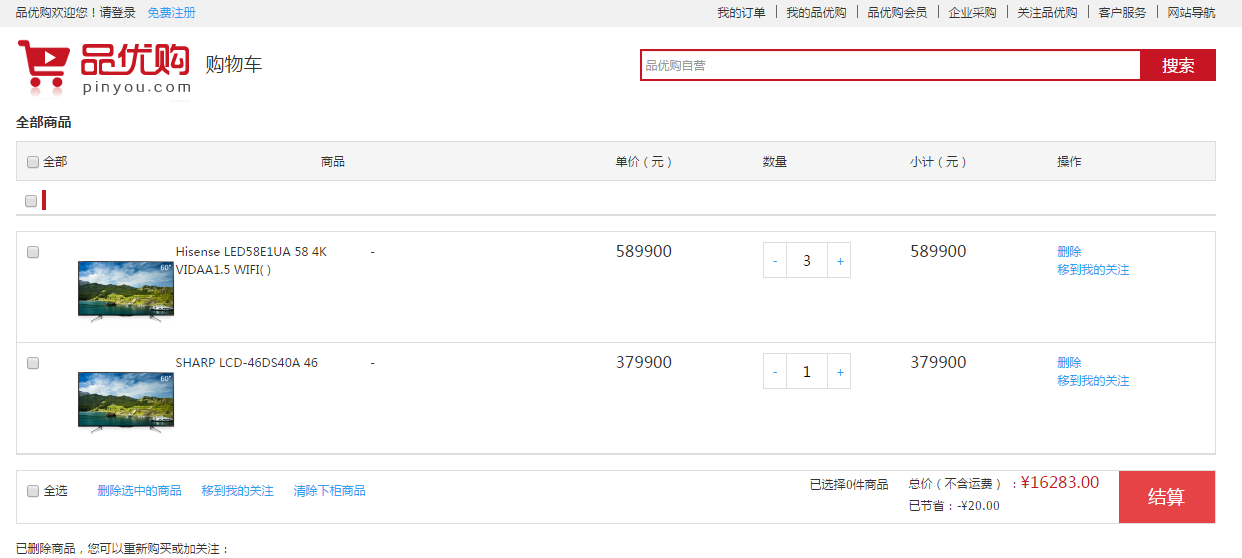 品优购欢迎您！请登录 免费注册 我的订单 我的品优购 品优购会员 企业采购 关注品优购 客户服务 网站导航
品优购 购物车
pinyou.com
品优购自营 搜索
全部商品
全部 商品 单价（元） 数量 小计（元） 操作
Hisense LED58E1UA 58 4K - 589900 - 3 + 589900 删除
VIDAA1.5 WIFI( ) 移到我的关注
60"
SHARP LCD-46DS40A 46 - 379900 - 1 + 379900 删除
移到我的关注
60"
全选 删除选中的商品 移到我的关注 清除下柜商品 已选择0件商品 总价（不含运费）：¥16283.00 结算
已节省：-¥20.00
已删除商品，您可以重新购买或加关注：